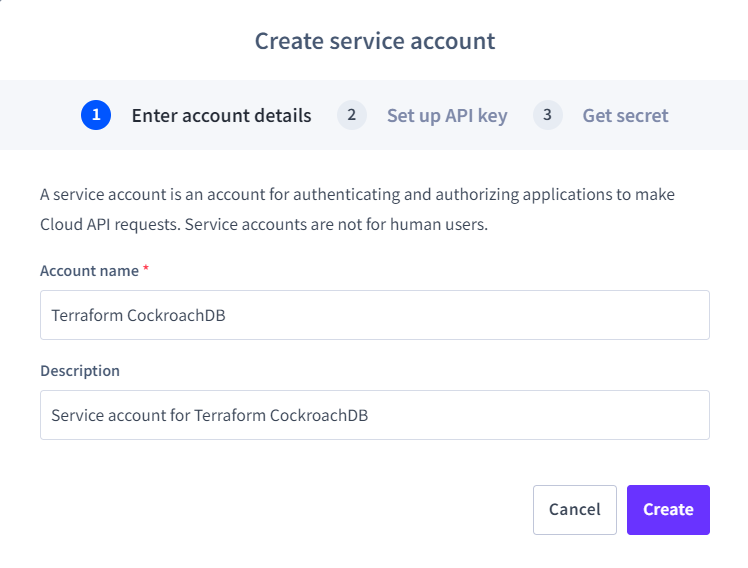 Create service account
1 Enter account details 2 Set up API key 3 Get secret
A service account is an account for authenticating and authorizing applications to make
Cloud API requests. Service accounts are not for human users.
Account name *
Terraform CockroachDB
Description
Service account for Terraform CockroachDB
Cancel Create